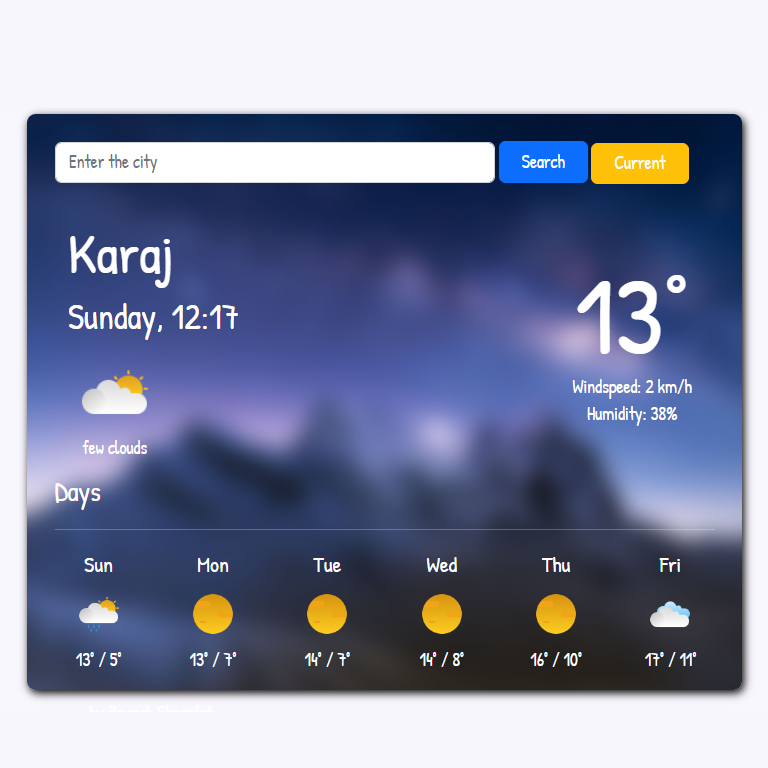 Enter the city
Search
Current
Karaj
Sunday, 12:17
13°
Windspeed: 2 km/h
Humidity: 38%
few clouds
Days
Sun Mon Tue Wed Thu Fri
13° / 5° 13° / 7° 14° / 7° 14° / 8° 16° / 10° 17° / 11°